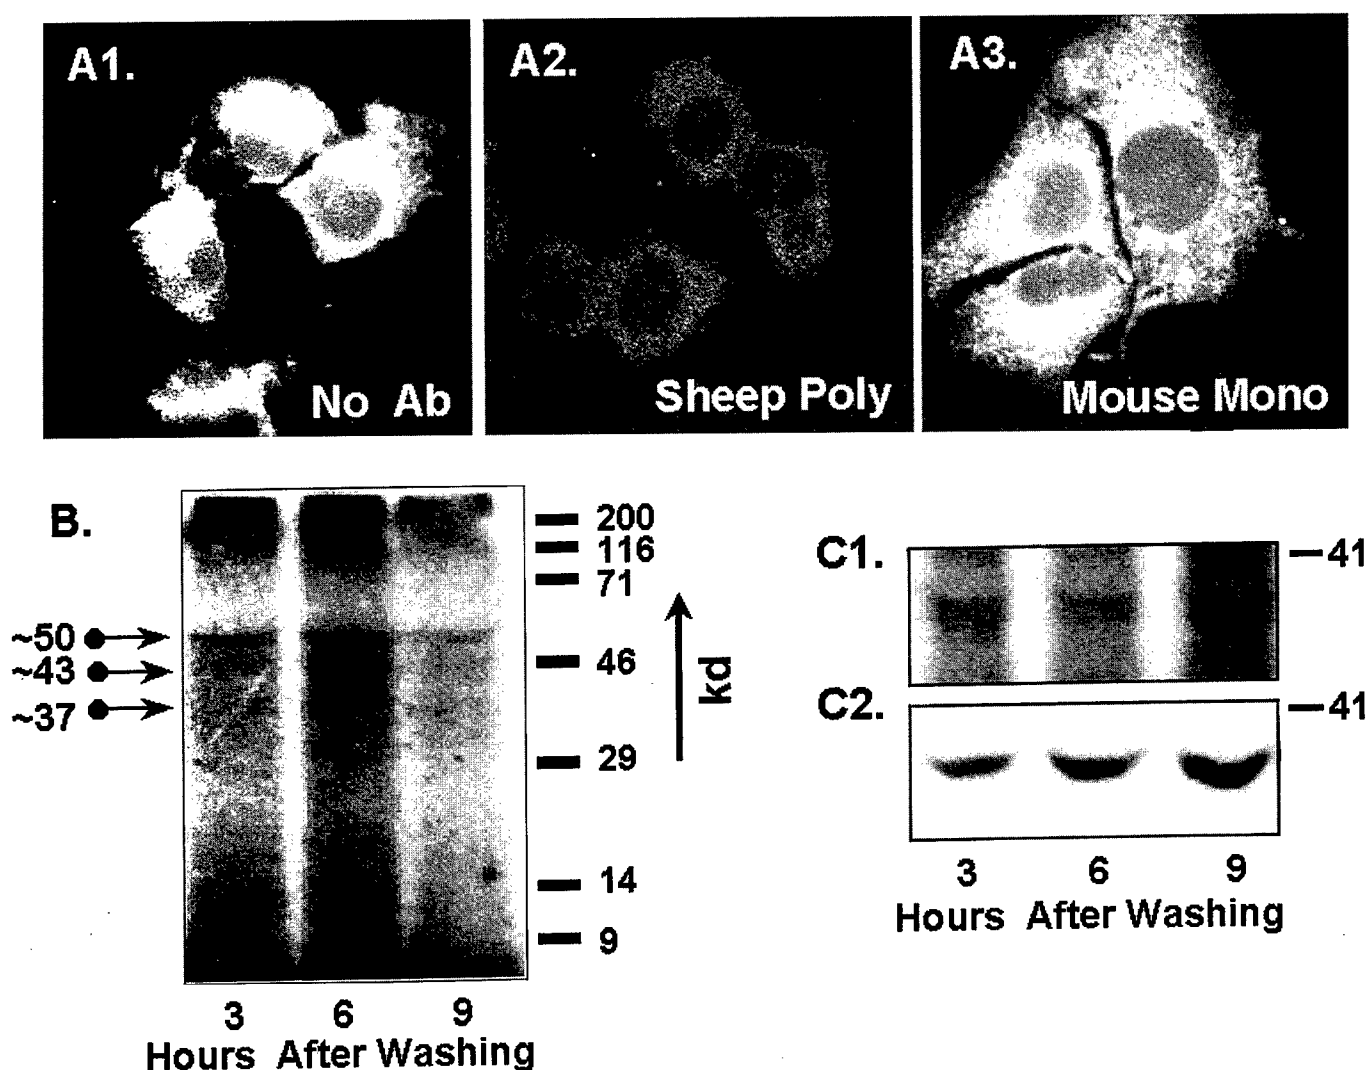 A1.
No Ab
A2.
Sheep Poly
A3.
Mouse Mono
B.
200
116
71
~50
46
~43
~37
29
14
9
kd
3 6 9
Hours After Washing
C1.
41
C2.
41
3 6 9
Hours After Washing